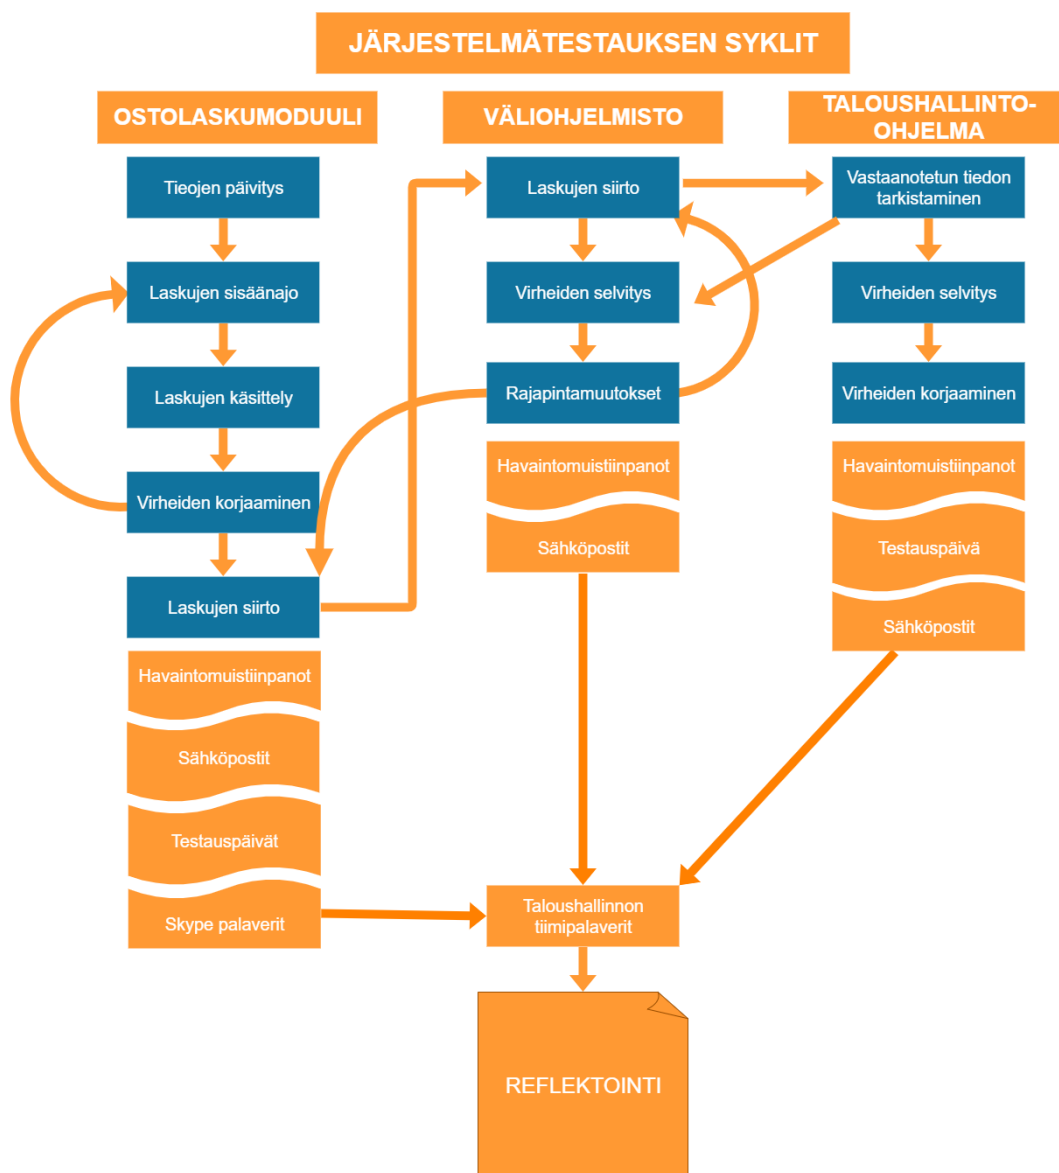 JÄRJESTELMÄTESTAUKSEN SYKLIT
OSTOLASKUMODUULI
Tieojen päivitys
Laskujen sisäänajo
Laskujen käsittely
Virheiden korjaaminen
Laskujen siirto
Havaintomuistiinpanot
Sähköpostit
Testauspäivät
Skype palaverit
VÄLIOHJELMISTO
Laskujen siirto
Virheiden selvitys
Rajapintamuutokset
Havaintomuistiinpanot
Sähköpostit
TALOUSHALLINTO-
OHJELMA
Vastaanotetun tiedon
tarkistaminen
Virheiden selvitys
Virheiden korjaaminen
Havaintomuistiinpanot
Testauspäivä
Sähköpostit
Taloushallinnon
tiimipalaverit
REFLEKTOINTI